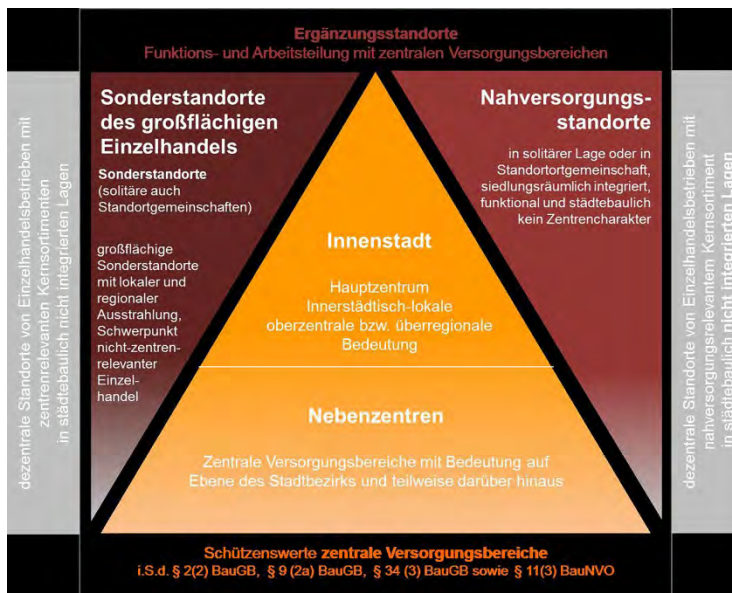 Ergänzungsstandorte
Funktions- und Arbeitsteilung mit zentralen Versorgungsbereichen
dezentrale Standorte von Einzelhandelsbetrieben mit
zentrenrelevanten Kernsortimenten
in städtebaulich nicht integrierten Lagen
Sonderstandorte
des großflächigen
Einzelhandels
Sonderstandorte
(solitäre auch
Standortgemeinschaften)
großflächige
Sonderstandorte
mit lokaler und
regionaler
Ausstrahlung,
Schwerpunkt
nicht-zentren-
relevanter
Einzel-
handel
Innenstadt
Hauptzentrum
Innerstädtisch-lokale
oberzentrale bzw. überregionale
Bedeutung
Nebenzentren
Zentrale Versorgungsbereiche mit Bedeutung auf
Ebene des Stadtbezirks und teilweise darüber hinaus
Nahversorgungs-
standorte
in solitärer Lage oder in
Standortortgemeinschaft,
siedlungsräumlich integriert,
funktional und städtebaulich
kein Zentrencharakter
dezentrale Standorte von Einzelhandelsbetrieben mit
nahversorgungsrelevantem Kernsortiment
in städtebaulich nicht integrierten Lagen
Schützenswerte zentrale Versorgungsbereiche
i.S.d. § 2(2) BauGB, § 9 (2a) BauGB, § 34 (3) BauGB sowie § 11(3) BauNVO